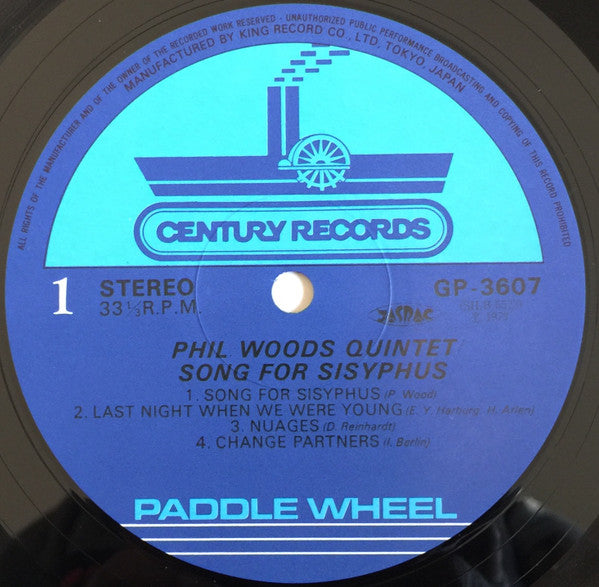 ALL RIGHTS OF THE MANUFACTURER AND OF THE OWNER OF THE RECORDED WORK RESERVED - UNAUTHORIZED PUBLIC PERFORMANCE BROADCASTING AND COPYING OF THIS RECORD PROHIBITED
MANUFACTURED BY KING RECORD CO., LTD. TOKYO, JAPAN
CENTURY RECORDS
1 STEREO GP-3607
33 1/3 R.P.M. JASRAC
PHIL WOODS QUINTET
SONG FOR SISYPHUS
1. SONG FOR SISYPHUS (P. Wood)
2. LAST NIGHT WHEN WE WERE YOUNG (E. Y. Harburg, H. Arlen)
3. NUAGES (D. Reinhardt)
4. CHANGE PARTNERS (I. Berlin)
PADDLE WHEEL